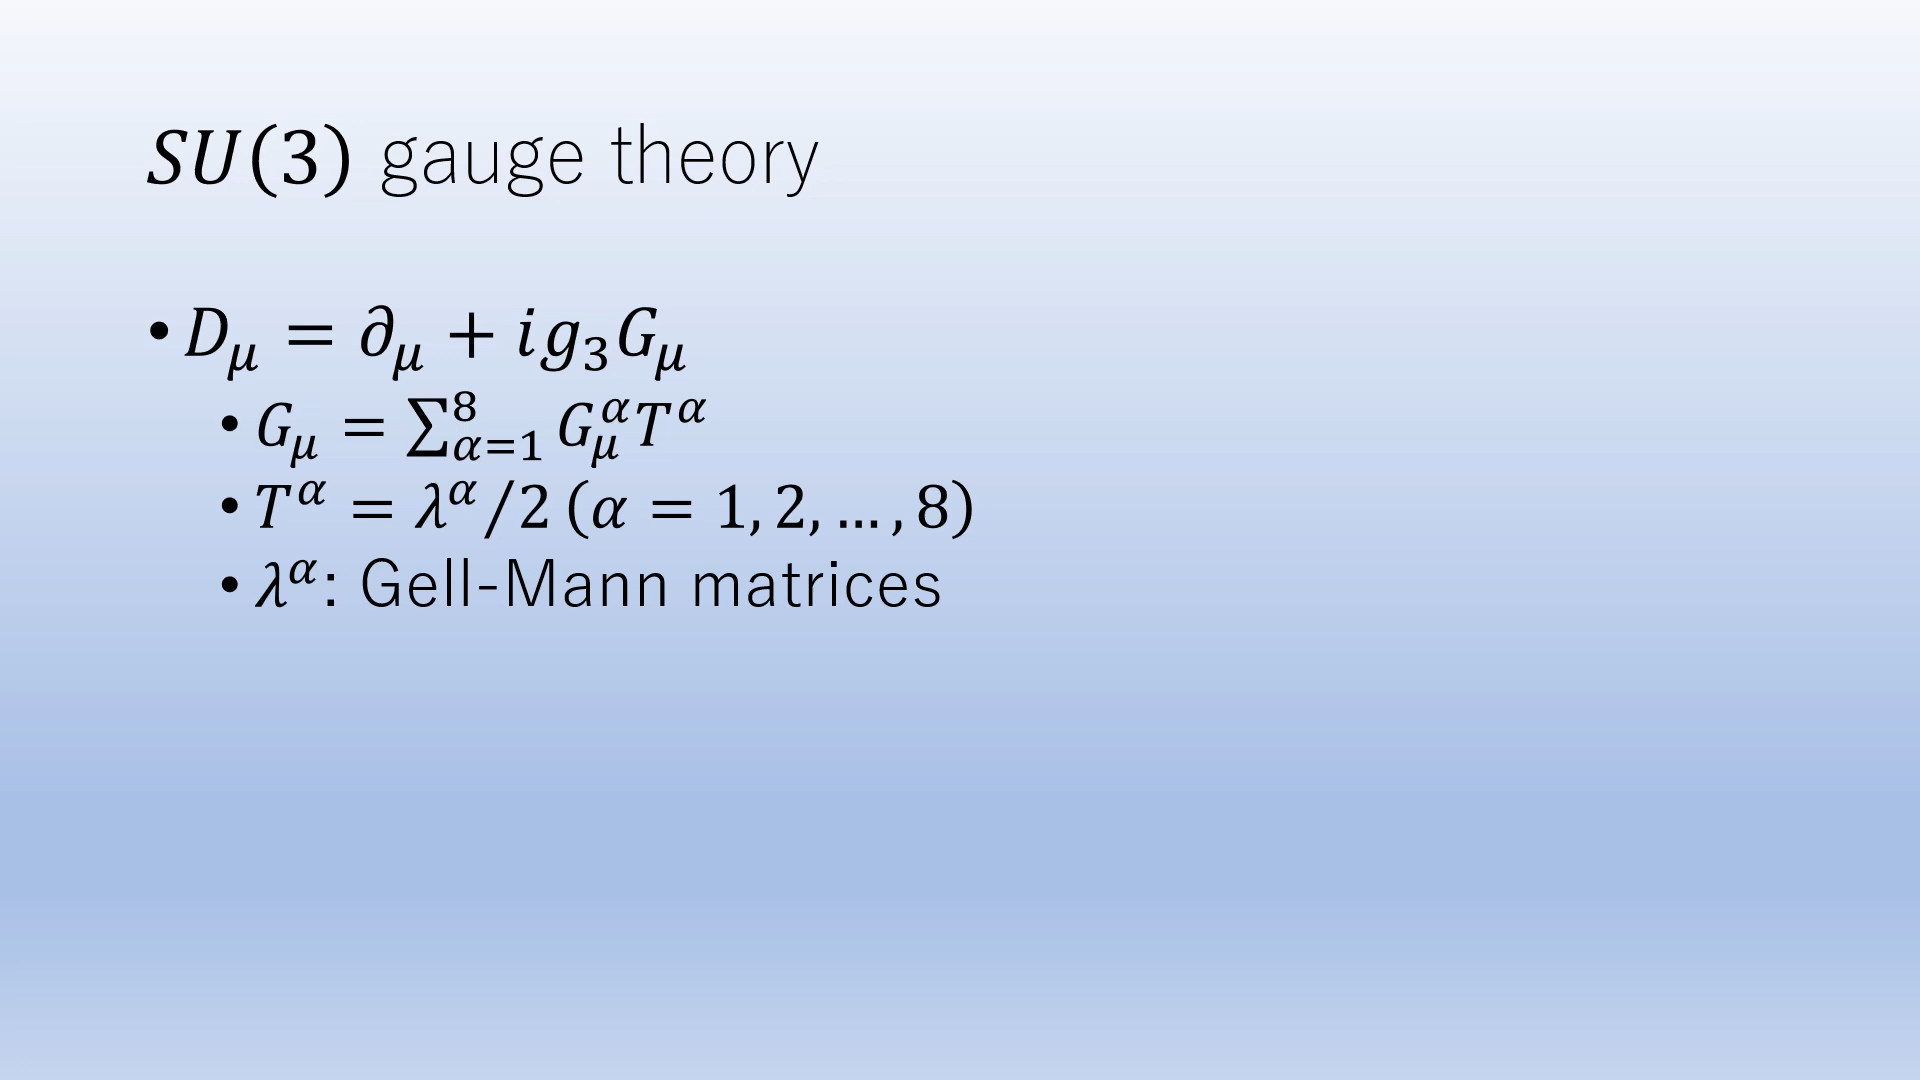 𝑆𝑈(3) gauge theory
• 𝐷_𝜇 = ∂_𝜇 + 𝑖𝑔_3𝐺_𝜇
• 𝐺_𝜇 = ∑_{𝛼=1}^{8} 𝐺_𝜇^𝛼 𝑇^𝛼
• 𝑇^𝛼 = 𝜆^𝛼/2 (𝛼 = 1, 2, … , 8)
• 𝜆^𝛼: Gell-Mann matrices